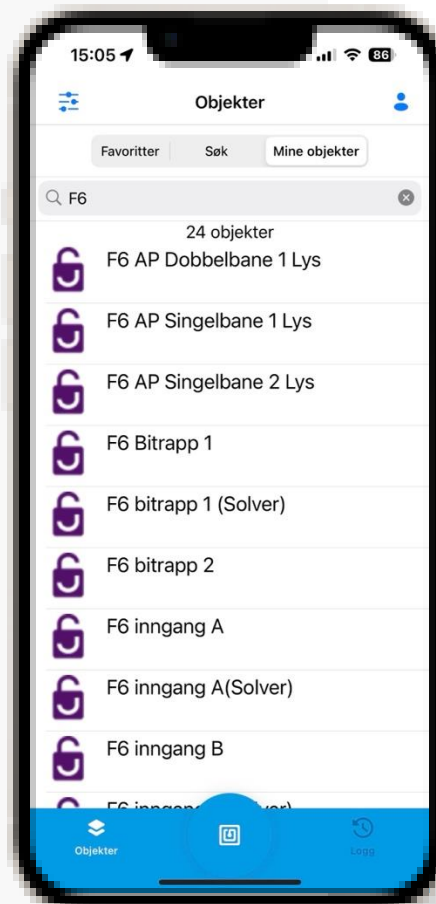 15:05
86
Objekter
Favoritter Søk Mine objekter
F6
24 objekter
F6 AP Dobbelbane 1 Lys
F6 AP Singelbane 1 Lys
F6 AP Singelbane 2 Lys
F6 Bitrapp 1
F6 bitrapp 1 (Solver)
F6 bitrapp 2
F6 inngang A
F6 inngang A(Solver)
F6 inngang B
F6
Objekter
Logg